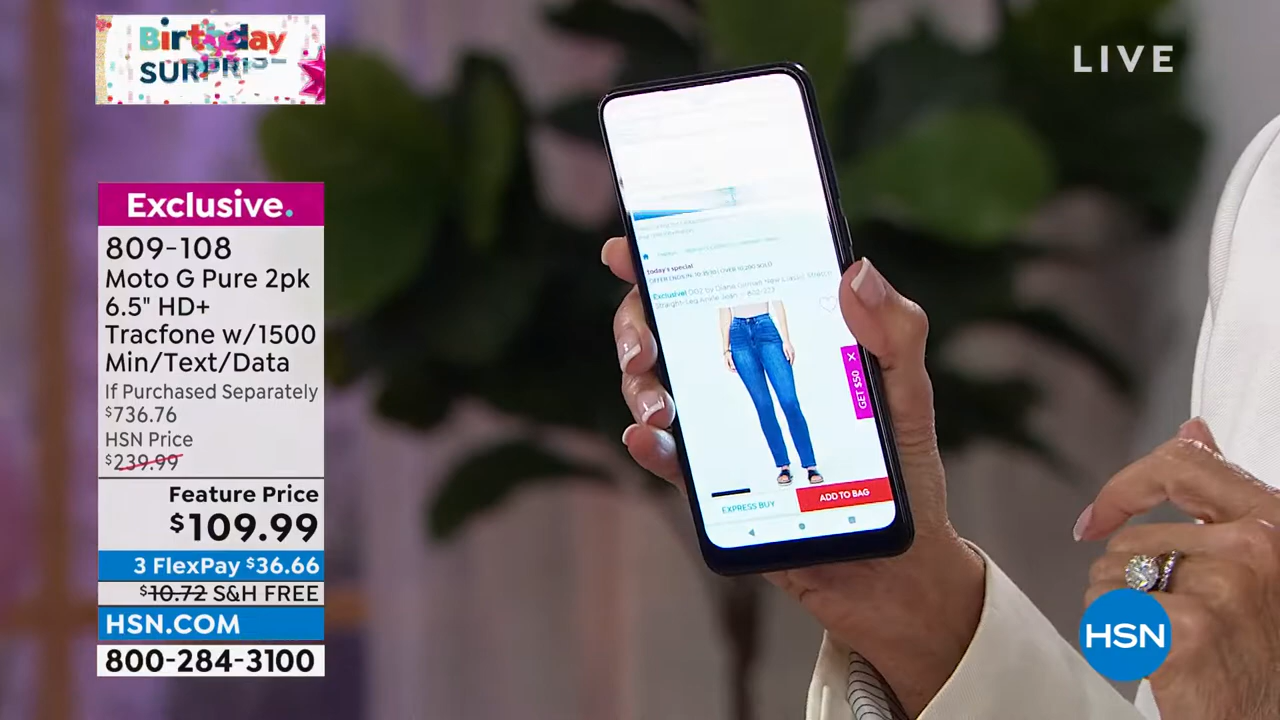 Birthday
SURPRISE
LIVE
Exclusive.
809-108
Moto G Pure 2pk
6.5" HD+
Tracfone w/1500
Min/Text/Data
If Purchased Separately
$736.76
HSN Price
$239.99
Feature Price
$109.99
3 FlexPay $36.66
$10.72 S&H FREE
HSN.COM
800-284-3100
today's special
Exclusive!
GET $50 X
EXPRESS BUY
ADD TO BAG
HSN